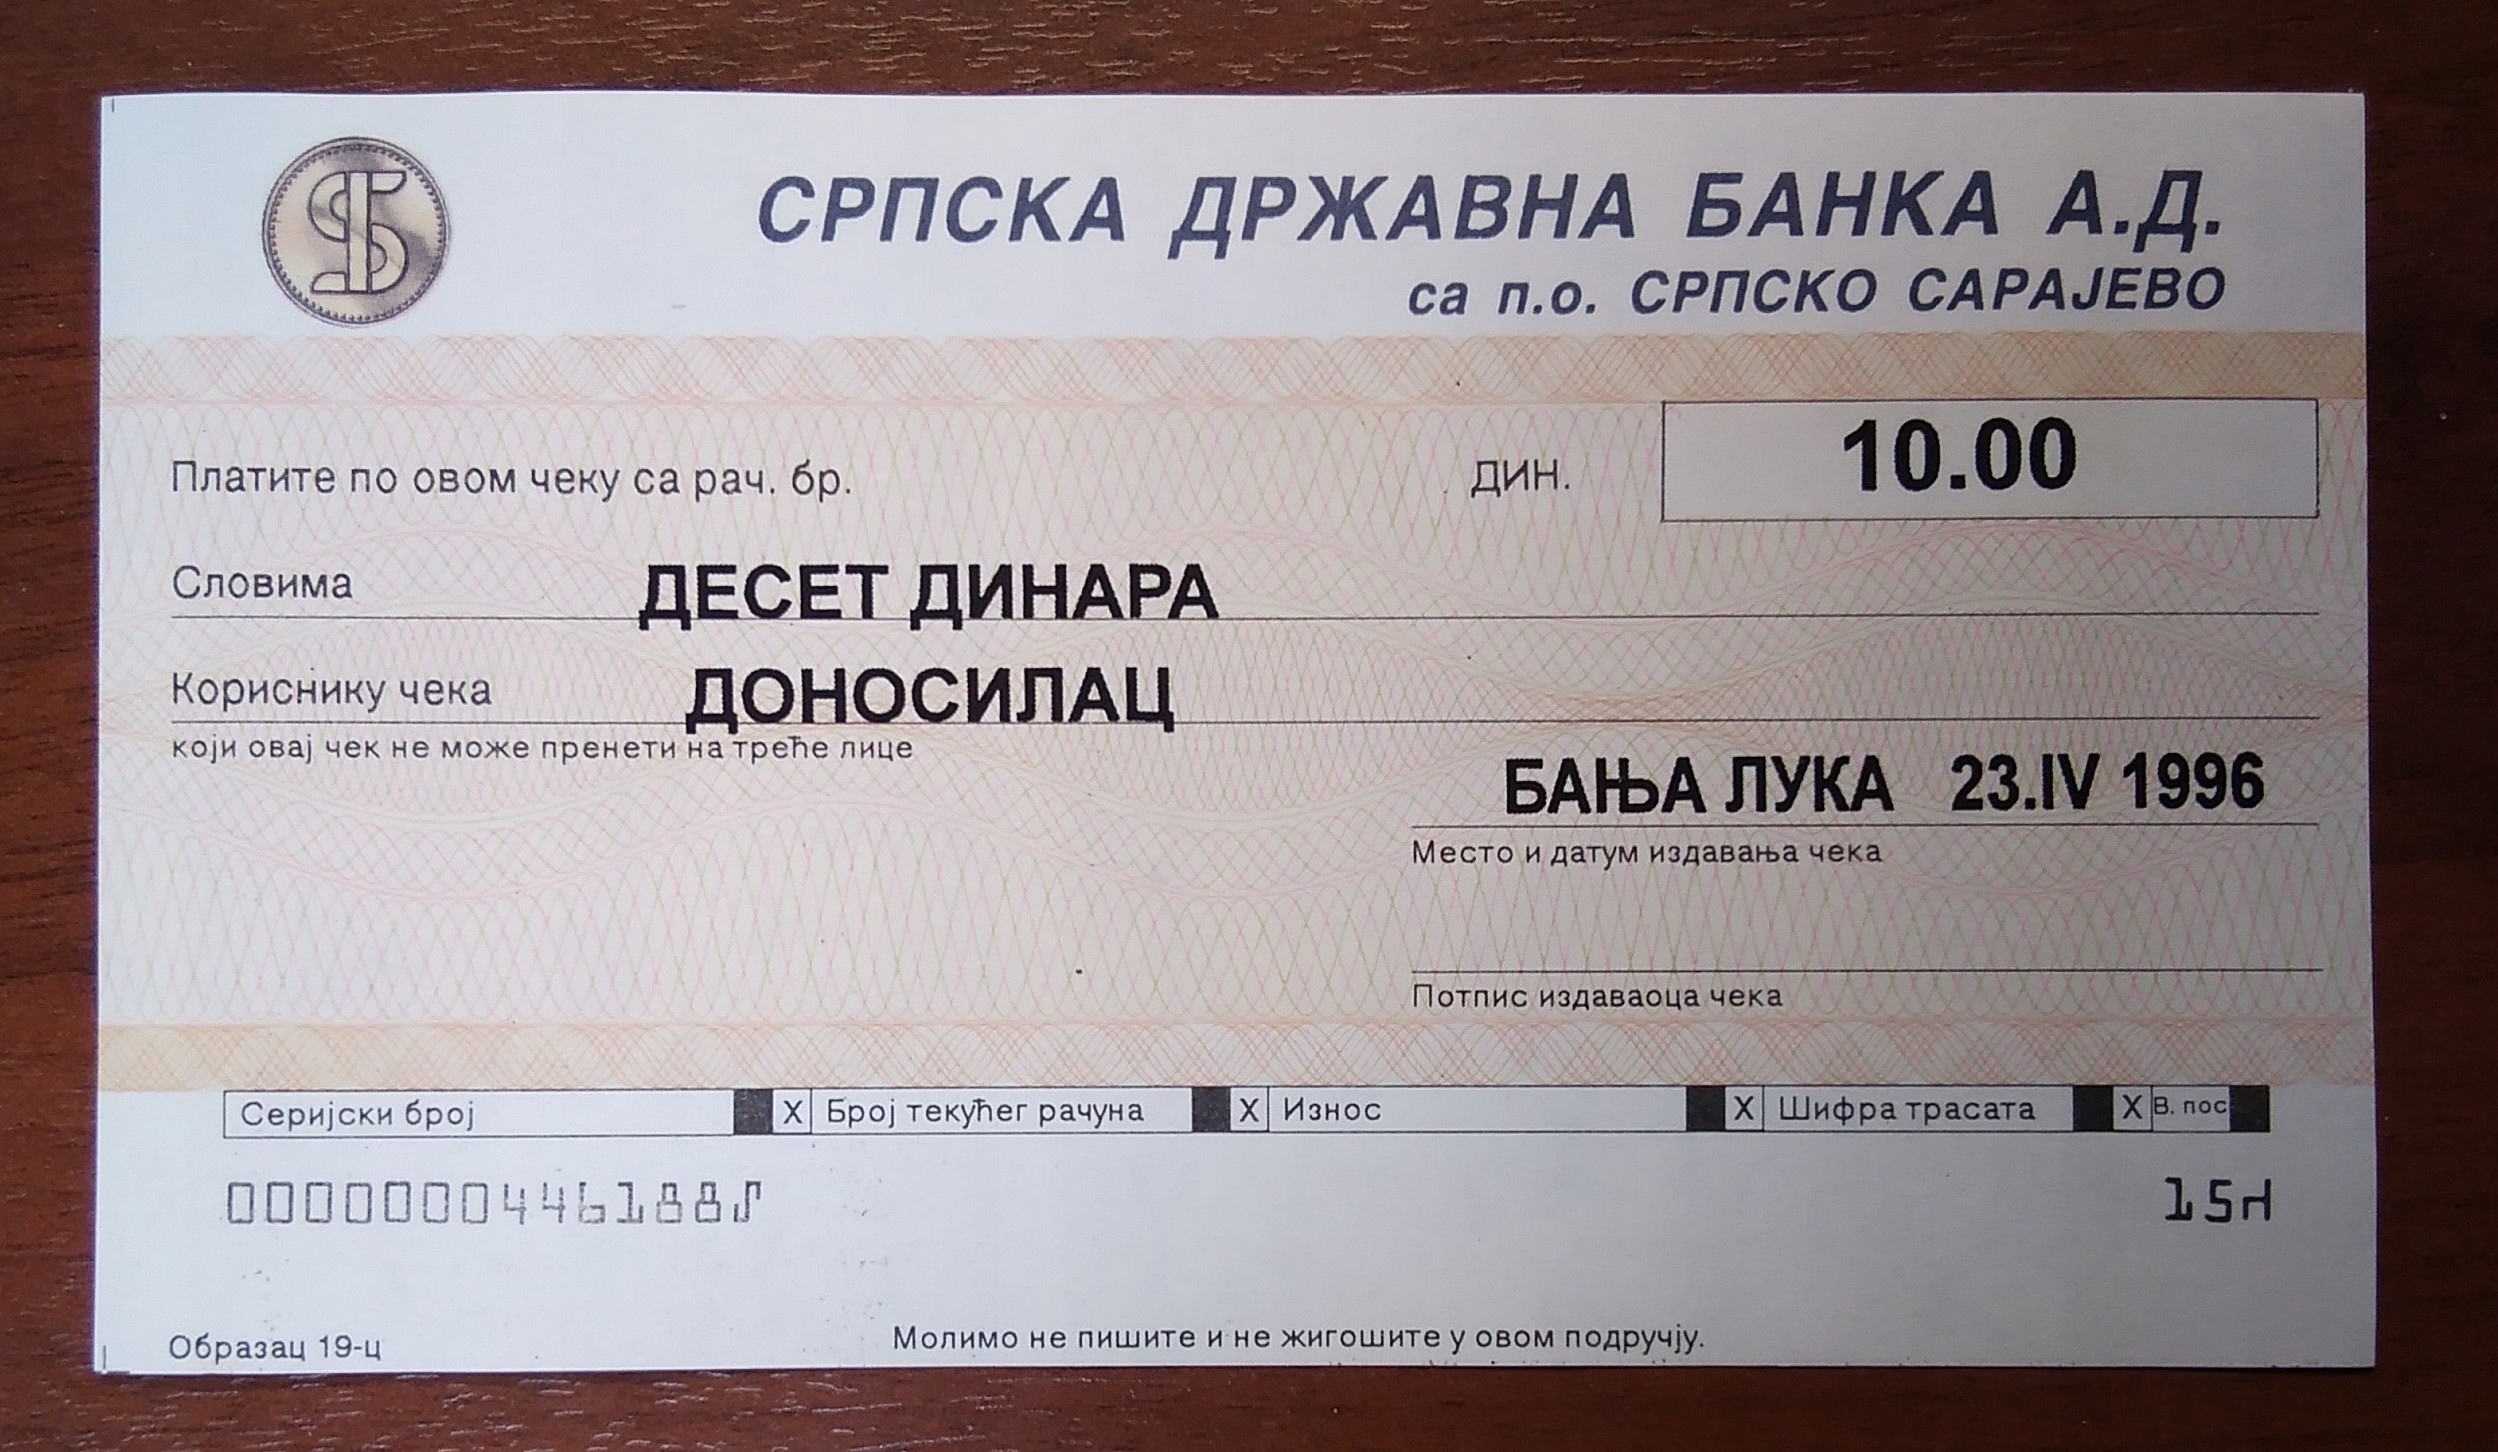 СРПСКА ДРЖАВНА БАНКА А.Д.
са п.о. СРПСКО САРАЈЕВО
Платите по овом чеку са рач. бр.
ДИН. 10.00
Словима ДЕСЕТ ДИНАРА
Кориснику чека ДОНОСИЛАЦ
који овај чек не може пренети на треће лице
БАЊА ЛУКА 23.IV 1996
Место и датум издавања чека
Потпис издаваоца чека
Серијски број X Број текућег рачуна X Износ X Шифра трасата X В. пос
000000044618 8⑀ 15⑁
Образац 19-ц
Молимо не пишите и не жигошите у овом подручју.